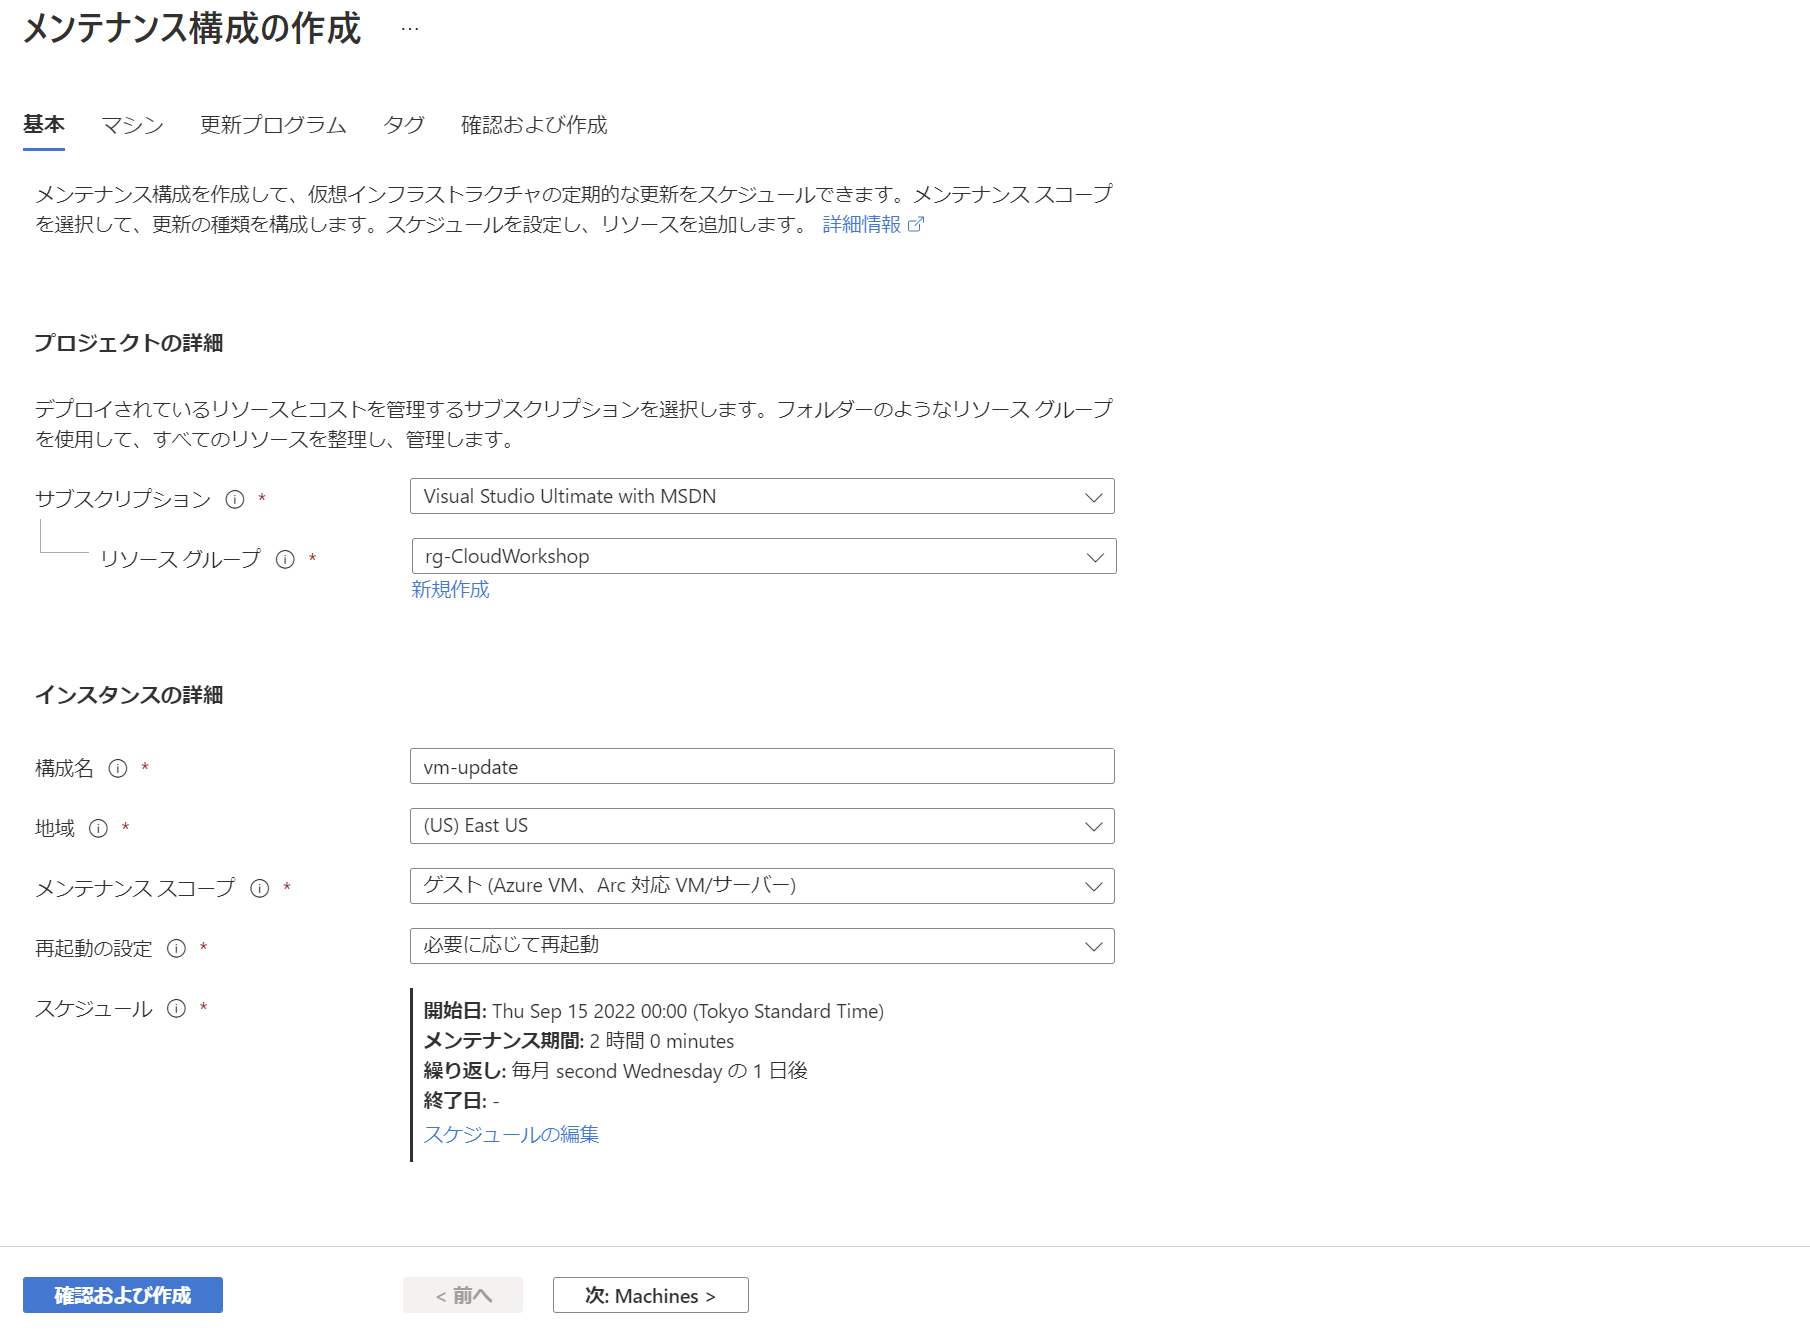 メンテナンス構成の作成 …
基本 マシン 更新プログラム タグ 確認および作成
メンテナンス構成を作成して、仮想インフラストラクチャの定期的な更新をスケジュールできます。メンテナンス スコープ
を選択して、更新の種類を構成します。スケジュールを設定し、リソースを追加します。 詳細情報
プロジェクトの詳細
デプロイされているリソースとコストを管理するサブスクリプションを選択します。フォルダーのようなリソース グループ
を使用して、すべてのリソースを整理し、管理します。
サブスクリプション * Visual Studio Ultimate with MSDN
リソース グループ * rg-CloudWorkshop
新規作成
インスタンスの詳細
構成名 * vm-update
地域 * (US) East US
メンテナンス スコープ * ゲスト (Azure VM、Arc 対応 VM/サーバー)
再起動の設定 * 必要に応じて再起動
スケジュール * 開始日: Thu Sep 15 2022 00:00 (Tokyo Standard Time)
メンテナンス期間: 2 時間 0 minutes
繰り返し: 毎月 second Wednesday の 1 日後
終了日: -
スケジュールの編集
確認および作成 < 前へ 次: Machines >